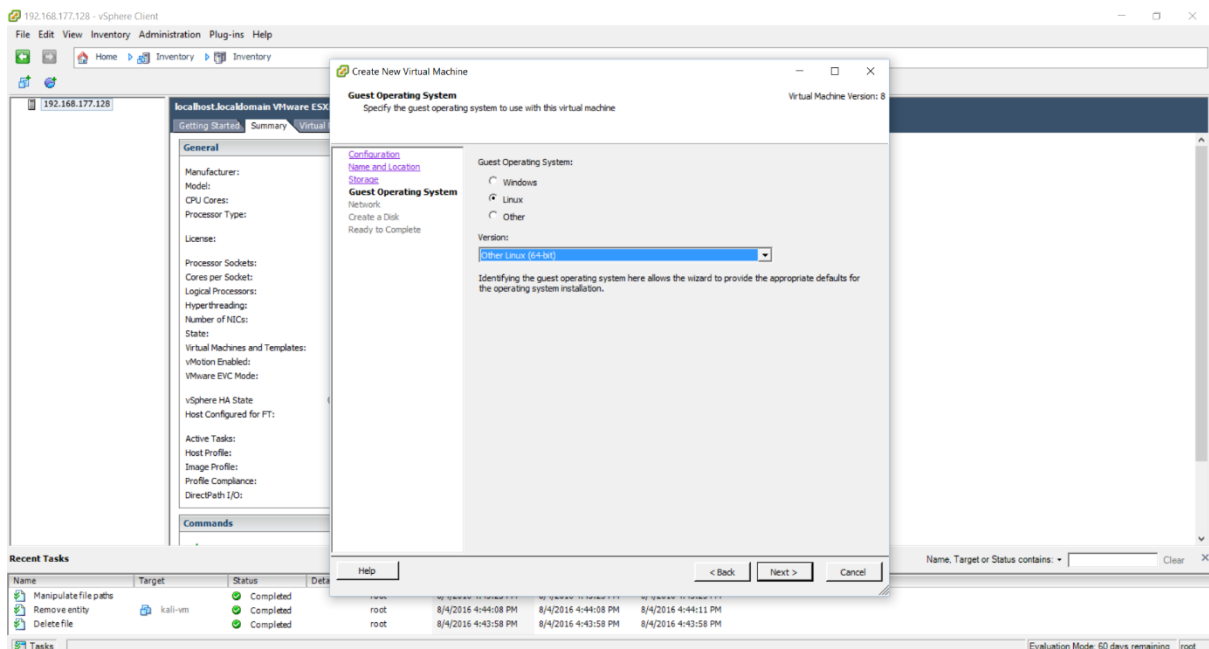 192.168.177.128 - vSphere Client
File Edit View Inventory Administration Plug-ins Help
Home Inventory Inventory
192.168.177.128
localhost.localdomain VMware ESX
Getting Started Summary Virtual
General
Manufacturer:
Model:
CPU Cores:
Processor Type:
License:
Processor Sockets:
Cores per Socket:
Logical Processors:
Hyperthreading:
Number of NICs:
State:
Virtual Machines and Templates:
vMotion Enabled:
VMware EVC Mode:
vSphere HA State
Host Configured for FT:
Active Tasks:
Host Profile:
Image Profile:
Profile Compliance:
DirectPath I/O:
Commands
Create New Virtual Machine
Guest Operating System
Specify the guest operating system to use with this virtual machine
Virtual Machine Version: 8
Configuration
Name and Location
Storage
Guest Operating System
Network
Create a Disk
Ready to Complete
Guest Operating System:
Windows
Linux
Other
Version:
Other Linux (64-bit)
Identifying the guest operating system here allows the wizard to provide the appropriate defaults for
the operating system installation.
Help < Back Next > Cancel
Recent Tasks
Name, Target or Status contains: Clear
Name Target Status Deta
Manipulate file paths Completed
Remove entity kali-vm Completed root 8/4/2016 4:44:08 PM 8/4/2016 4:44:08 PM 8/4/2016 4:44:11 PM
Delete file Completed root 8/4/2016 4:43:58 PM 8/4/2016 4:43:58 PM 8/4/2016 4:43:58 PM
Tasks Evaluation Mode: 60 days remaining root